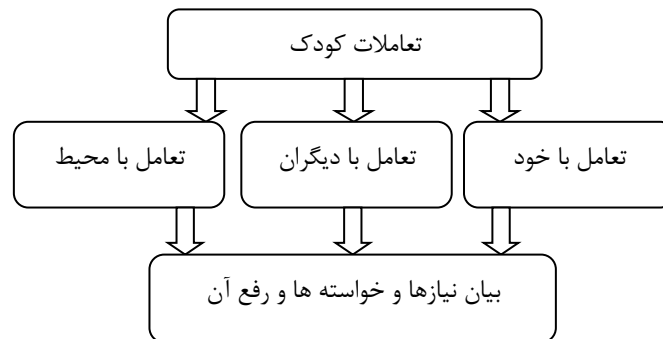 تعاملات کودک
تعامل با خود
تعامل با دیگران
تعامل با محیط
بیان نیازها و خواسته ها و رفع آن